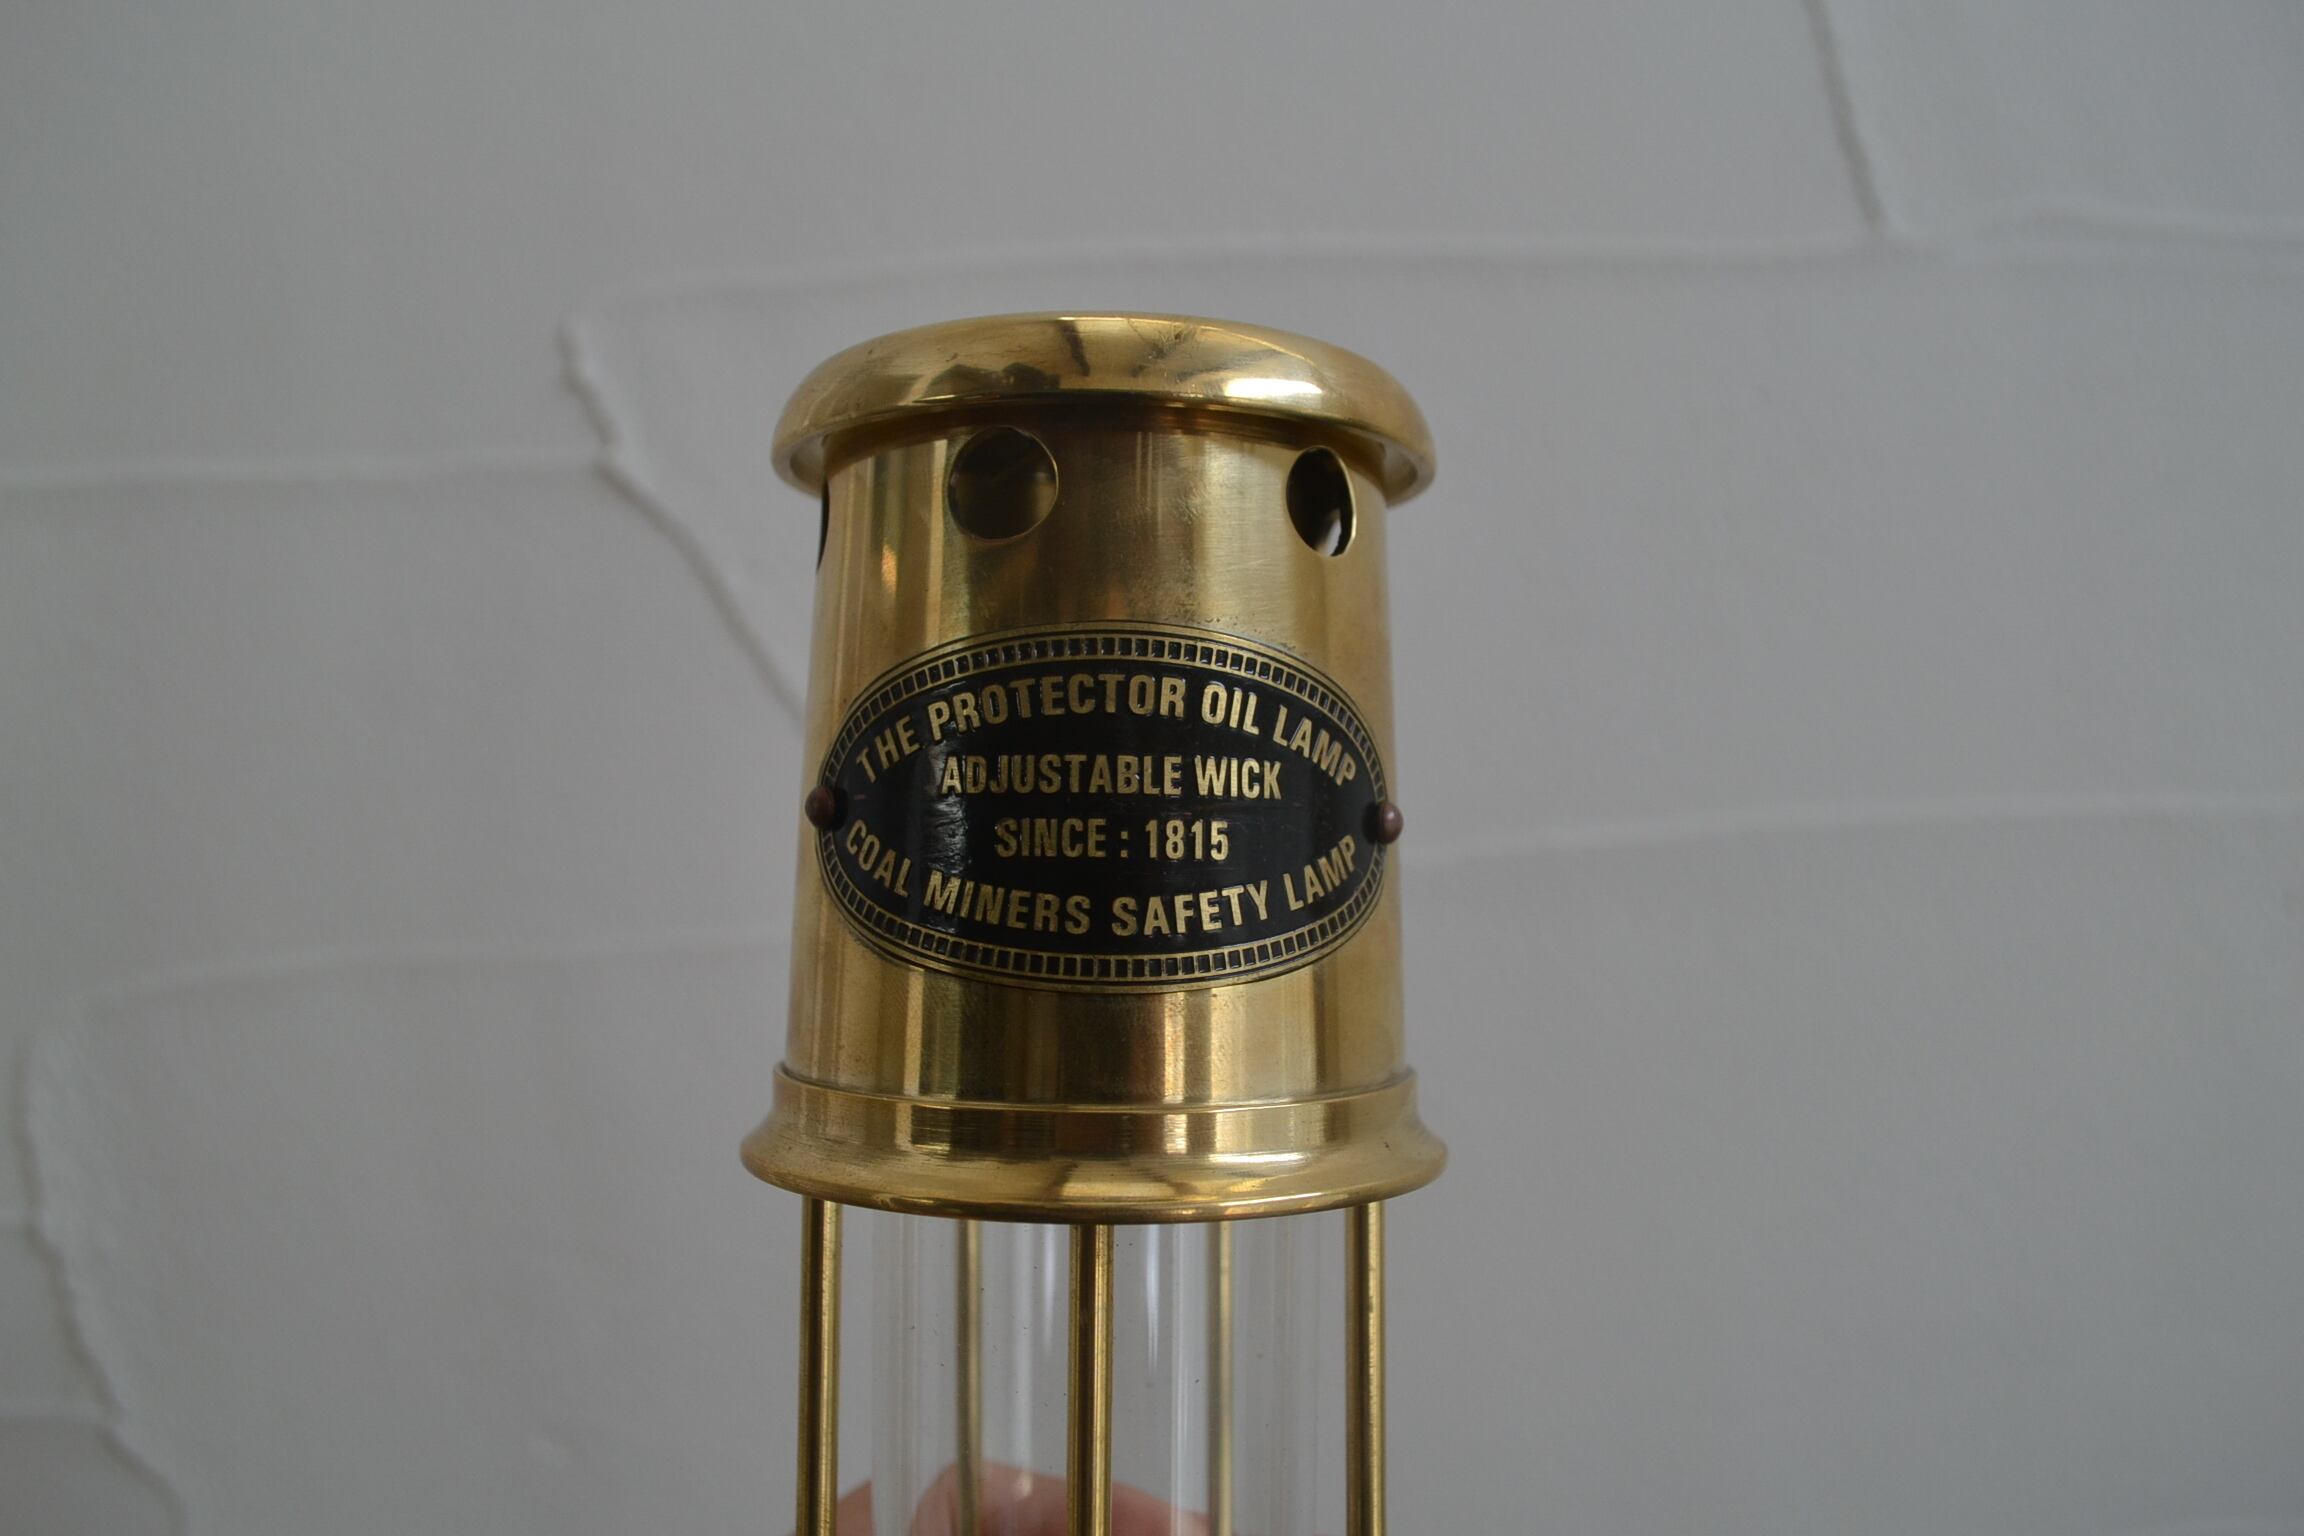 THE PROTECTOR OIL LAMP
ADJUSTABLE WICK
SINCE : 1815
COAL MINERS SAFETY LAMP